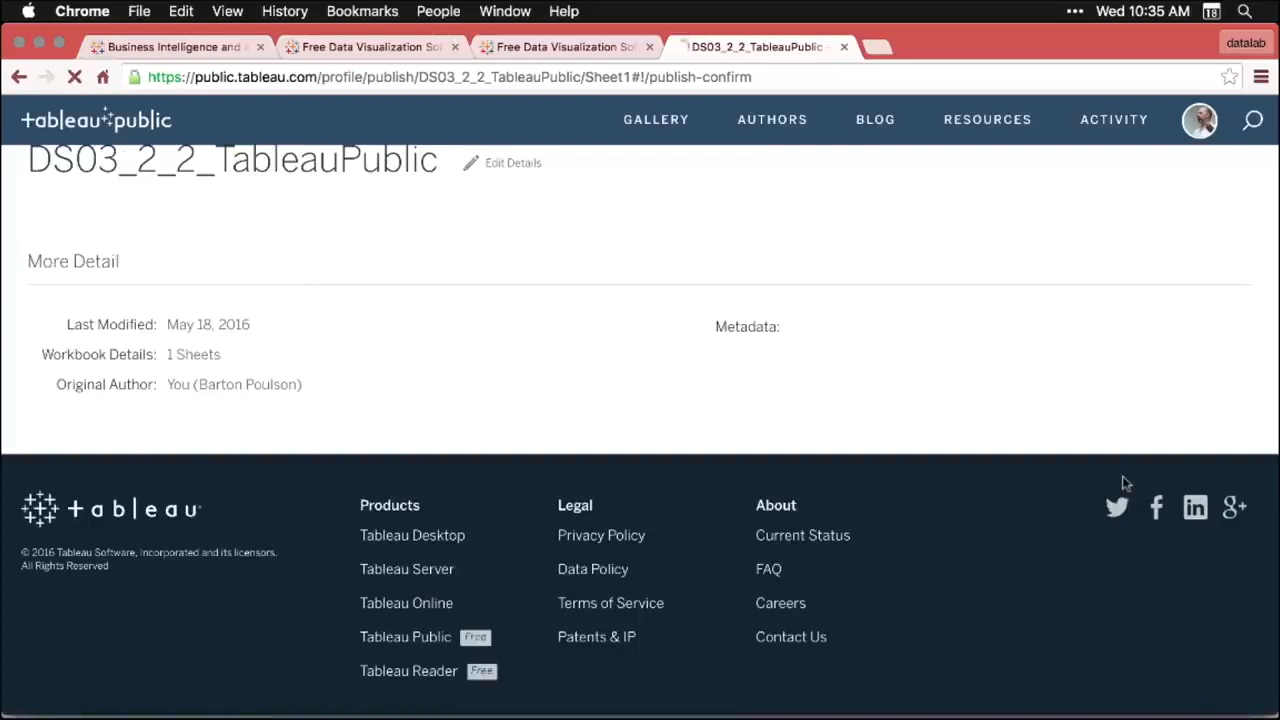 Chrome File Edit View History Bookmarks People Window Help ••• Wed 10:35 AM 18
Business Intelligence and A Free Data Visualization Sof Free Data Visualization Sof DS03_2_2_TableauPublic - datalab
https://public.tableau.com/profile/publish/DS03_2_2_TableauPublic/Sheet1#!/publish-confirm
tableau public GALLERY AUTHORS BLOG RESOURCES ACTIVITY
DS03_2_2_TableauPublic Edit Details
More Detail
Last Modified: May 18, 2016 Metadata:
Workbook Details: 1 Sheets
Original Author: You (Barton Poulson)
tableau Products Legal About
Tableau Desktop Privacy Policy Current Status
© 2016 Tableau Software, Incorporated and its licensors.
All Rights Reserved
Tableau Server Data Policy FAQ
Tableau Online Terms of Service Careers
Tableau Public Free Patents & IP Contact Us
Tableau Reader Free